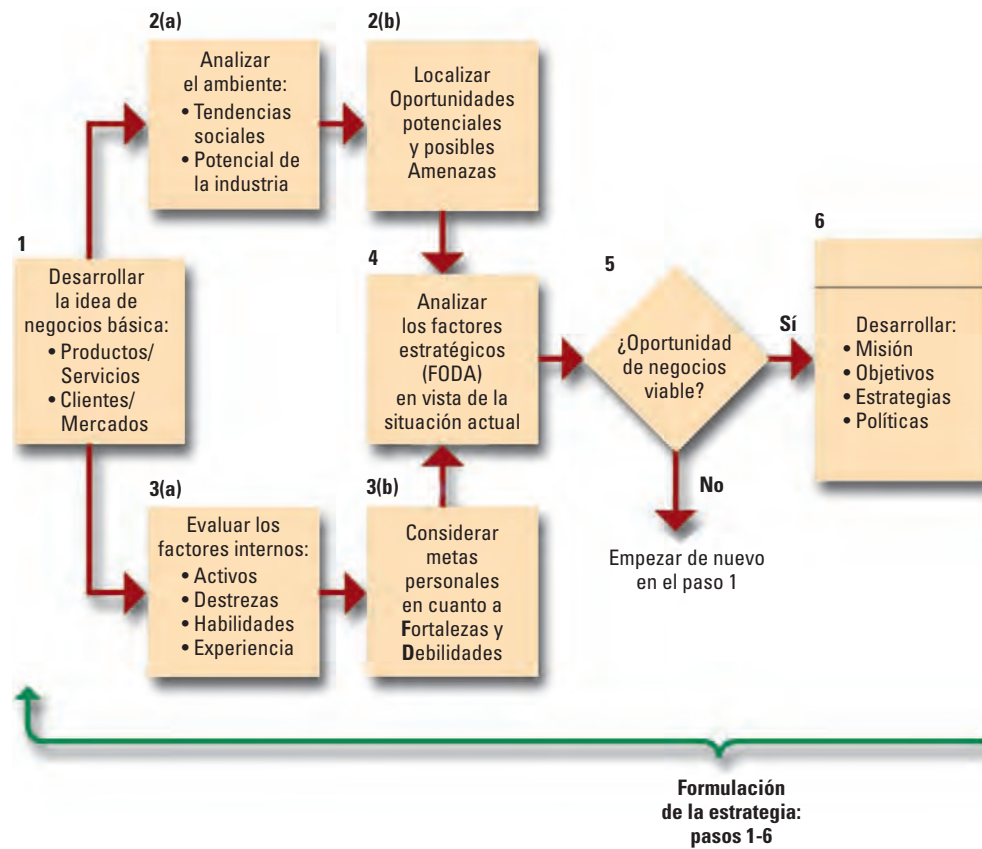 2(a)
Analizar
el ambiente:
• Tendencias
sociales
• Potencial de
la industria
2(b)
Localizar
Oportunidades
potenciales
y posibles
Amenazas
1
Desarrollar
la idea de
negocios básica:
• Productos/
Servicios
• Clientes/
Mercados
4
Analizar
los factores
estratégicos
(FODA)
en vista de la
situación actual
5
¿Oportunidad
de negocios
viable?
Sí
No
Empezar de nuevo
en el paso 1
6
Desarrollar:
• Misión
• Objetivos
• Estrategias
• Políticas
3(a)
Evaluar los
factores internos:
• Activos
• Destrezas
• Habilidades
• Experiencia
3(b)
Considerar
metas
personales
en cuanto a
Fortalezas y
Debilidades
Formulación
de la estrategia:
pasos 1-6